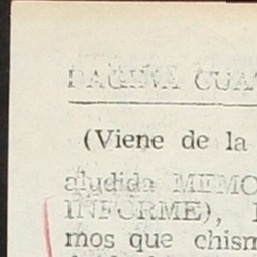 PAGINA CUA
(Viene de la
aludida MEMO
INFORME),
mos que chism